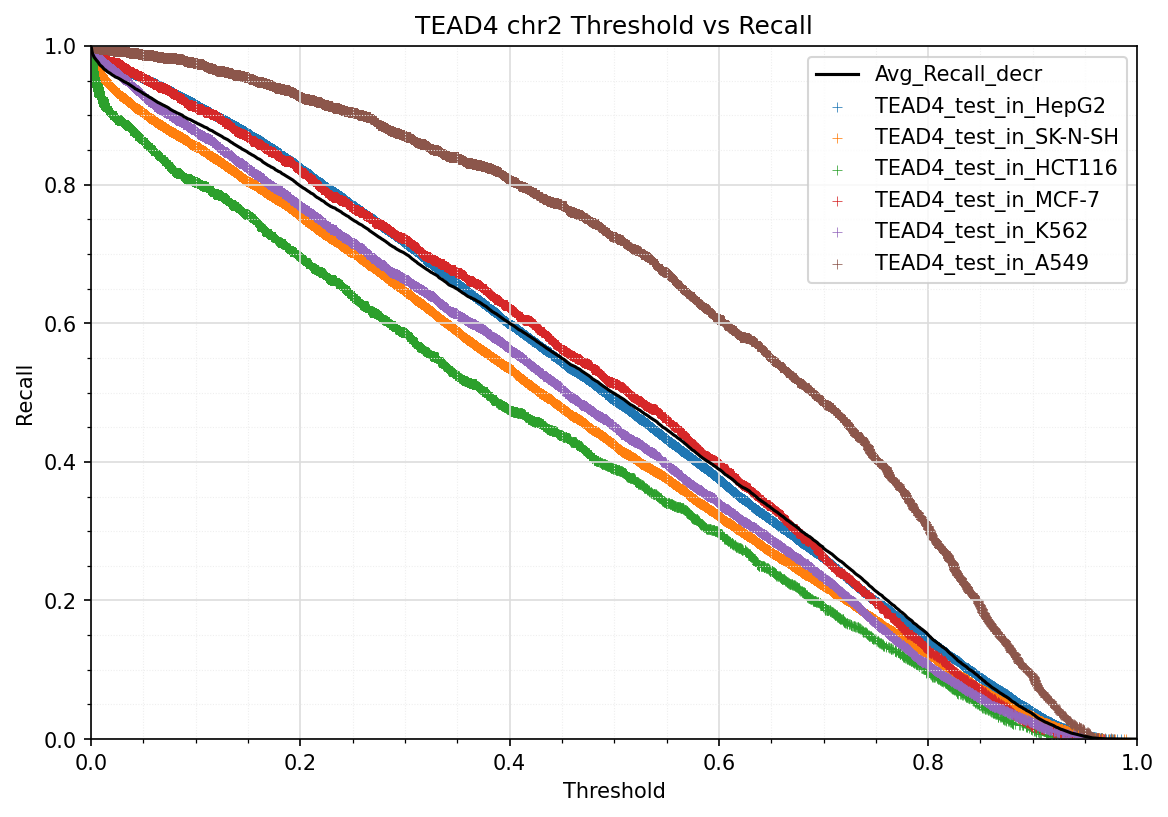 TEAD4 chr2 Threshold vs Recall
Avg_Recall_decr
TEAD4_test_in_HepG2
TEAD4_test_in_SK-N-SH
TEAD4_test_in_HCT116
TEAD4_test_in_MCF-7
TEAD4_test_in_K562
TEAD4_test_in_A549
Recall
1.0
0.8
0.6
0.4
0.2
0.0
0.0 0.2 0.4 0.6 0.8 1.0
Threshold